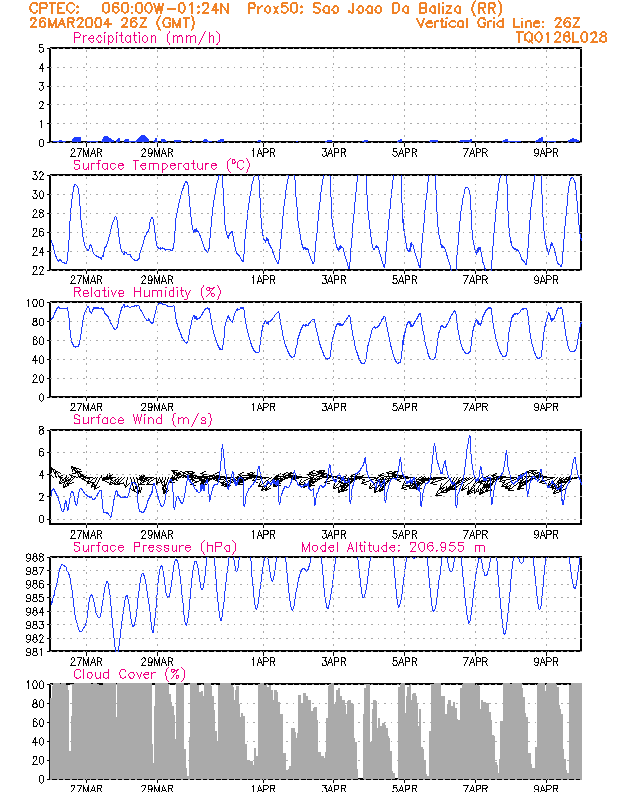 CPTEC: 060:00W-01:24N Prox50: Sao Joao Da Baliza (RR)
26MAR2004 26Z (GMT) Vertical Grid Line: 26Z
Precipitation (mm/h) TQ0126L028
5
4
3
2
1
0
27MAR 29MAR 1APR 3APR 5APR 7APR 9APR
Surface Temperature (°C)
32
30
28
26
24
22
27MAR 29MAR 1APR 3APR 5APR 7APR 9APR
Relative Humidity (%)
100
80
60
40
20
0
27MAR 29MAR 1APR 3APR 5APR 7APR 9APR
Surface Wind (m/s)
8
6
4
2
0
27MAR 29MAR 1APR 3APR 5APR 7APR 9APR
Surface Pressure (hPa) Model Altitude: 206.955 m
988
987
986
985
984
983
982
981
27MAR 29MAR 1APR 3APR 5APR 7APR 9APR
Cloud Cover (%)
100
80
60
40
20
0
27MAR 29MAR 1APR 3APR 5APR 7APR 9APR